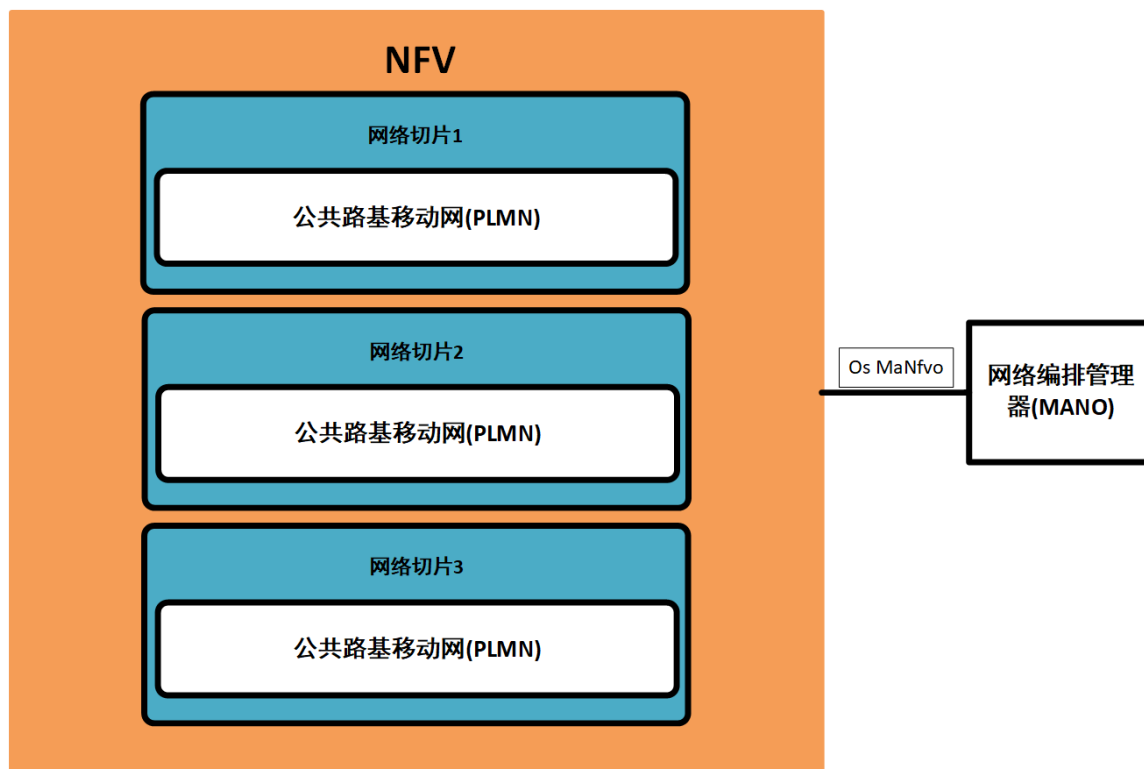 NFV
网络切片1
公共路基移动网(PLMN)
网络切片2
公共路基移动网(PLMN)
网络切片3
公共路基移动网(PLMN)
Os MaNfvo
网络编排管理
器(MANO)